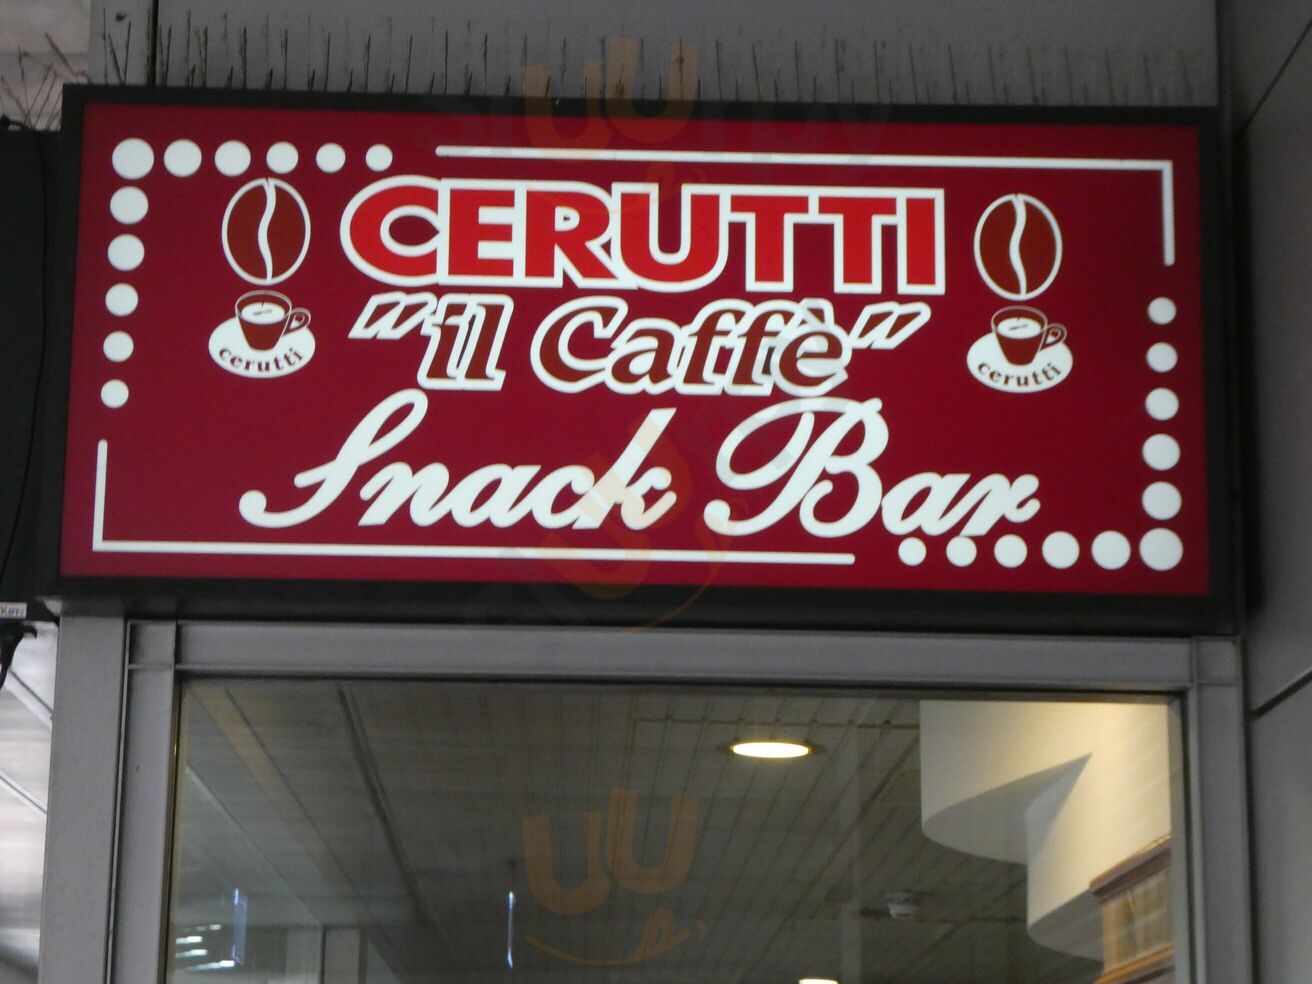 CERUTTI
"il Caffè"
cerutti
cerutti
Snack Bar